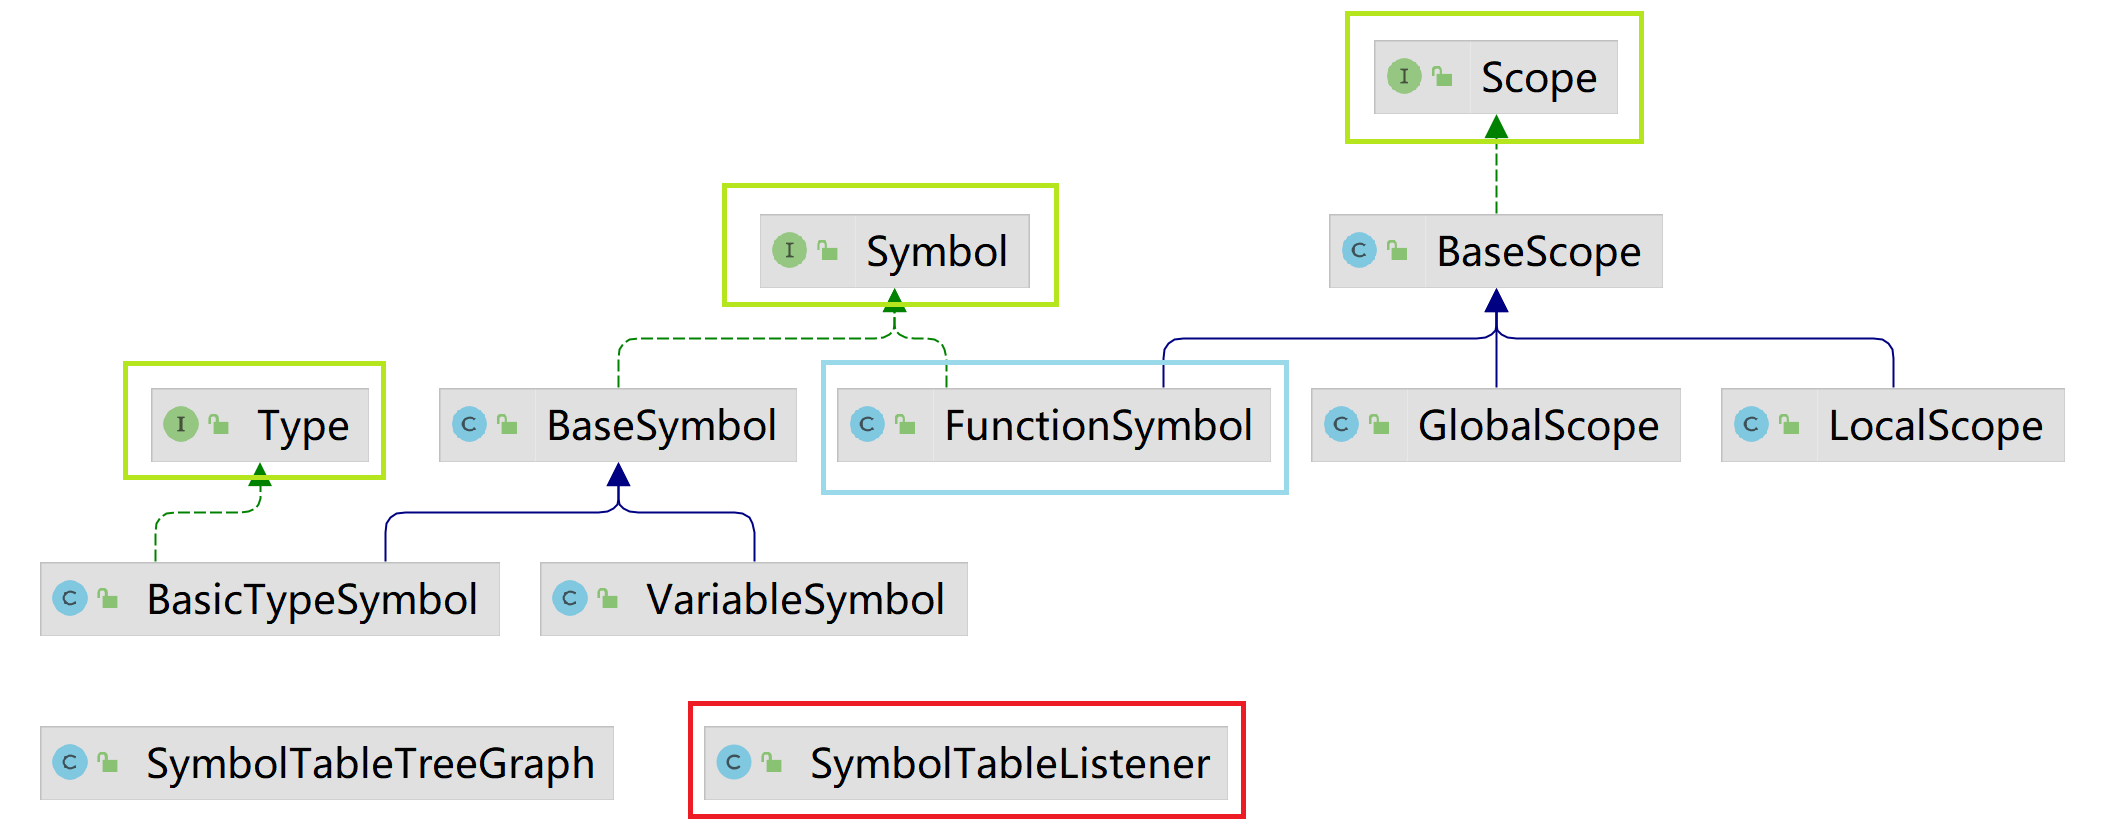 I Scope
I Symbol
C BaseScope
I Type
C BaseSymbol
C FunctionSymbol
C GlobalScope
C LocalScope
C BasicTypeSymbol
C VariableSymbol
C SymbolTableTreeGraph
C SymbolTableListener